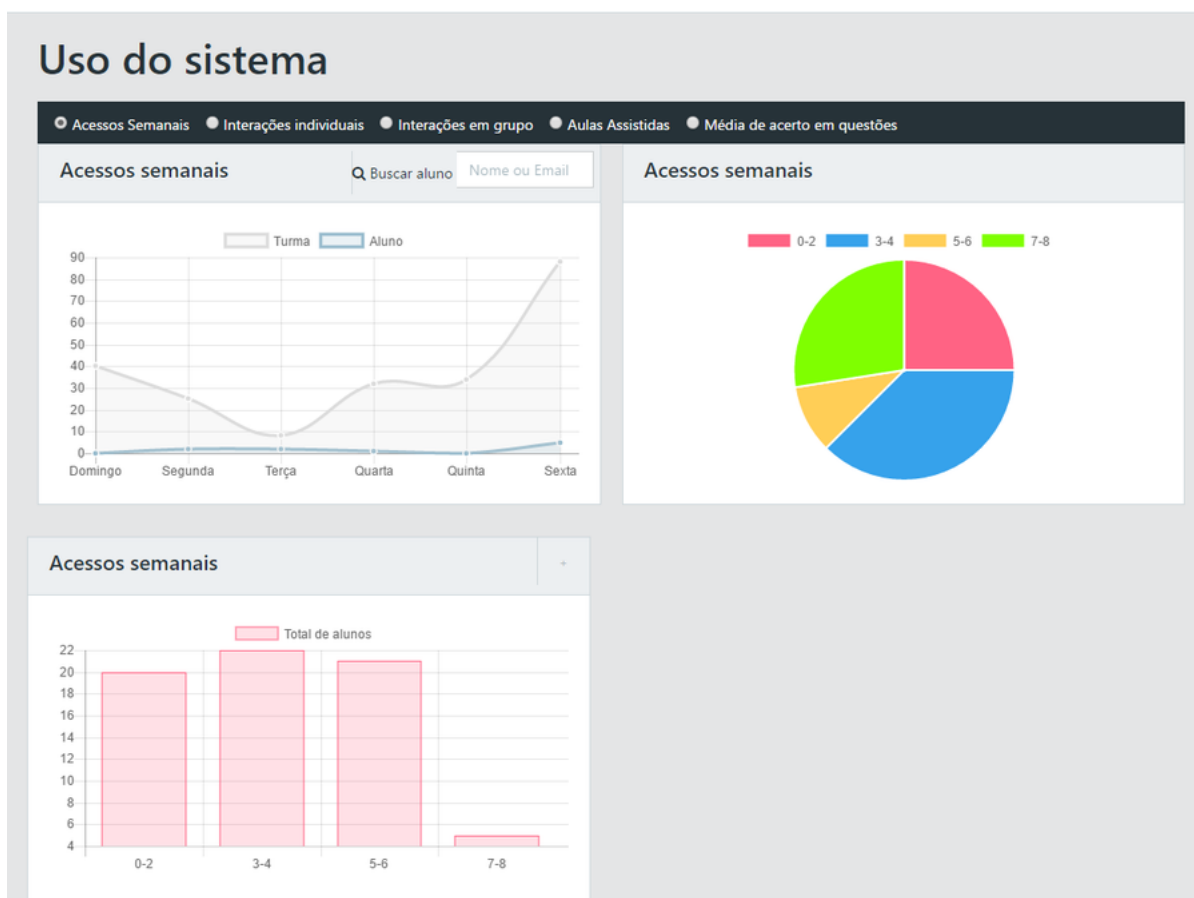 Uso do sistema
Acessos Semanais Interações individuais Interações em grupo Aulas Assistidas Média de acerto em questões
Acessos semanais Buscar aluno Nome ou Email
Turma Aluno
90
80
70
60
50
40
30
20
10
0
Domingo Segunda Terça Quarta Quinta Sexta
Acessos semanais
0-2 3-4 5-6 7-8
Acessos semanais +
Total de alunos
22
20
18
16
14
12
10
8
6
4
0-2 3-4 5-6 7-8